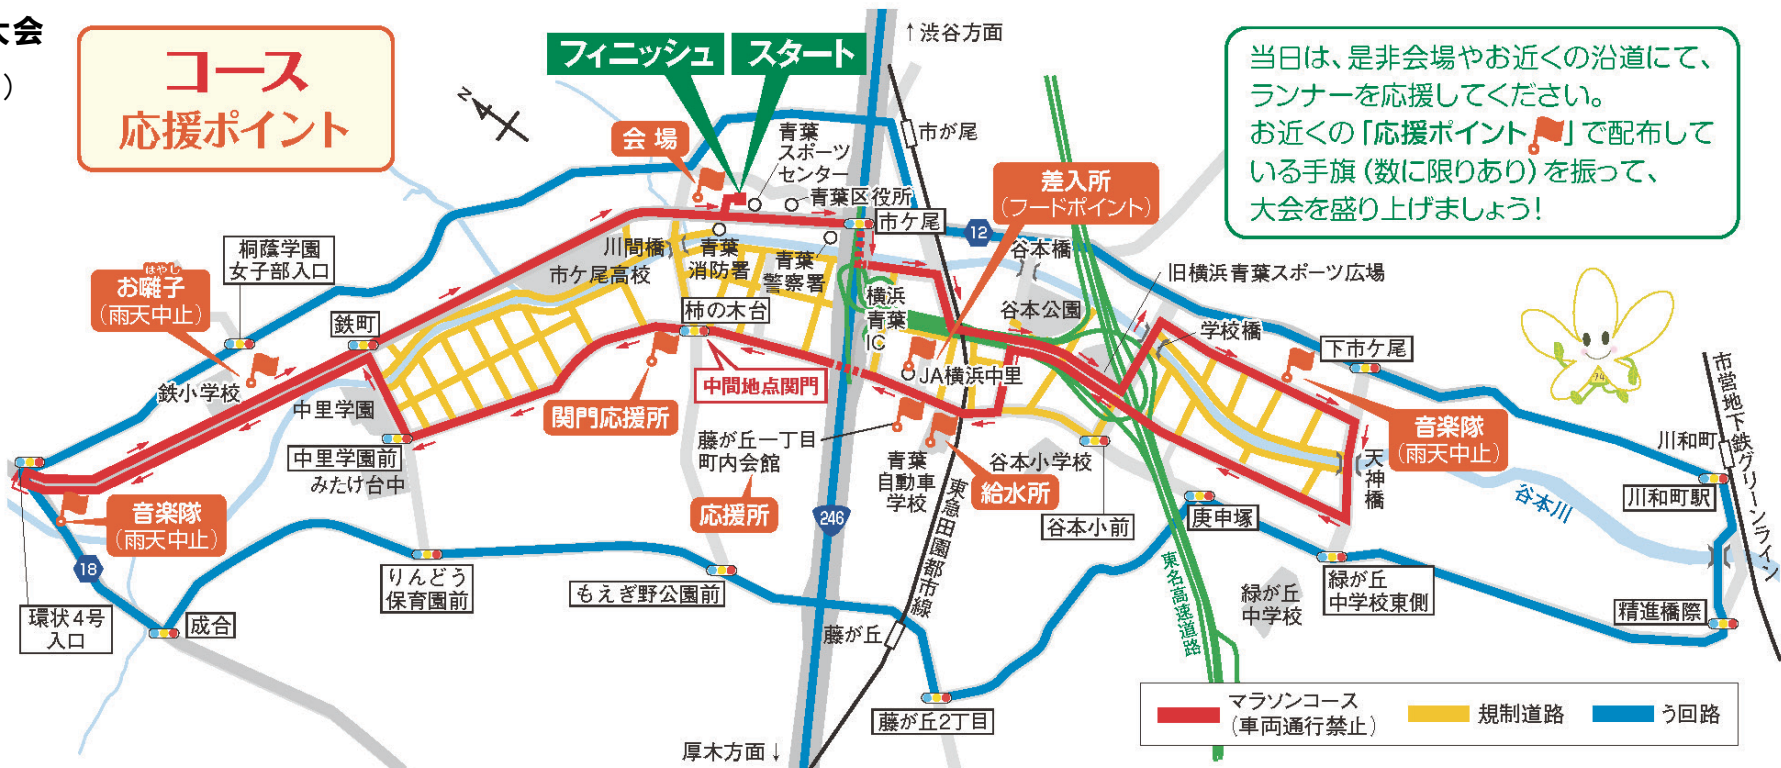 大会
)
コース
応援ポイント
フィニッシュ
スタート
↑渋谷方面
当日は、是非会場やお近くの沿道にて、
ランナーを応援してください。
お近くの「応援ポイント」で配布して
いる手旗（数に限りあり）を振って、
大会を盛り上げましょう！
N
会場
青葉
スポーツ
センター
青葉区役所
市が尾
市ケ尾
差入所
（フードポイント）
12
谷本橋
旧横浜青葉スポーツ広場
桐蔭学園
女子部入口
はやし
お囃子
（雨天中止）
川間橋
市ケ尾高校
青葉
消防署
青葉
警察署
横浜
青葉
IC
谷本公園
学校橋
下市ケ尾
鉄町
柿の木台
中間地点関門
鉄小学校
中里学園
関門応援所
JA横浜中里
音楽隊
（雨天中止）
74
市営地下鉄グリーンライン
川和町
川和町駅
中里学園前
みたけ台中
藤が丘一丁目
町内会館
応援所
青葉
自動車
学校
給水所
谷本小学校
谷本小前
天神橋
谷本川
音楽隊
（雨天中止）
18
246
東急田園都市線
庚申塚
東名高速道路
環状4号
入口
成合
りんどう
保育園前
もえぎ野公園前
藤が丘
緑が丘
中学校
緑が丘
中学校東側
精進橋際
藤が丘2丁目
厚木方面↓
マラソンコース
（車両通行禁止）
規制道路
う回路